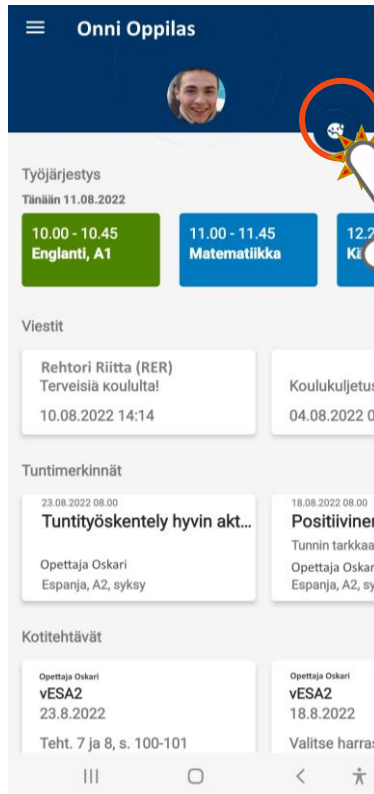 Onni Oppilas
Työjärjestys
Tänään 11.08.2022
10.00 - 10.45
Englanti, A1
11.00 - 11.45
Matematiikka
Viestit
Rehtori Riitta (RER)
Terveisiä koululta!
10.08.2022 14:14
Koulukuljetus
04.08.2022
Tuntimerkinnät
23.08.2022 08.00
Tuntityöskentely hyvin akt...
Opettaja Oskari
Espanja, A2, syksy
18.08.2022 08.00
Positiivinen
Tunnin tarkkaa
Opettaja Oskar
Espanja, A2, sy
Kotitehtävät
Opettaja Oskari
vESA2
23.8.2022
Teht. 7 ja 8, s. 100-101
Opettaja Oskari
vESA2
18.8.2022
Valitse harras